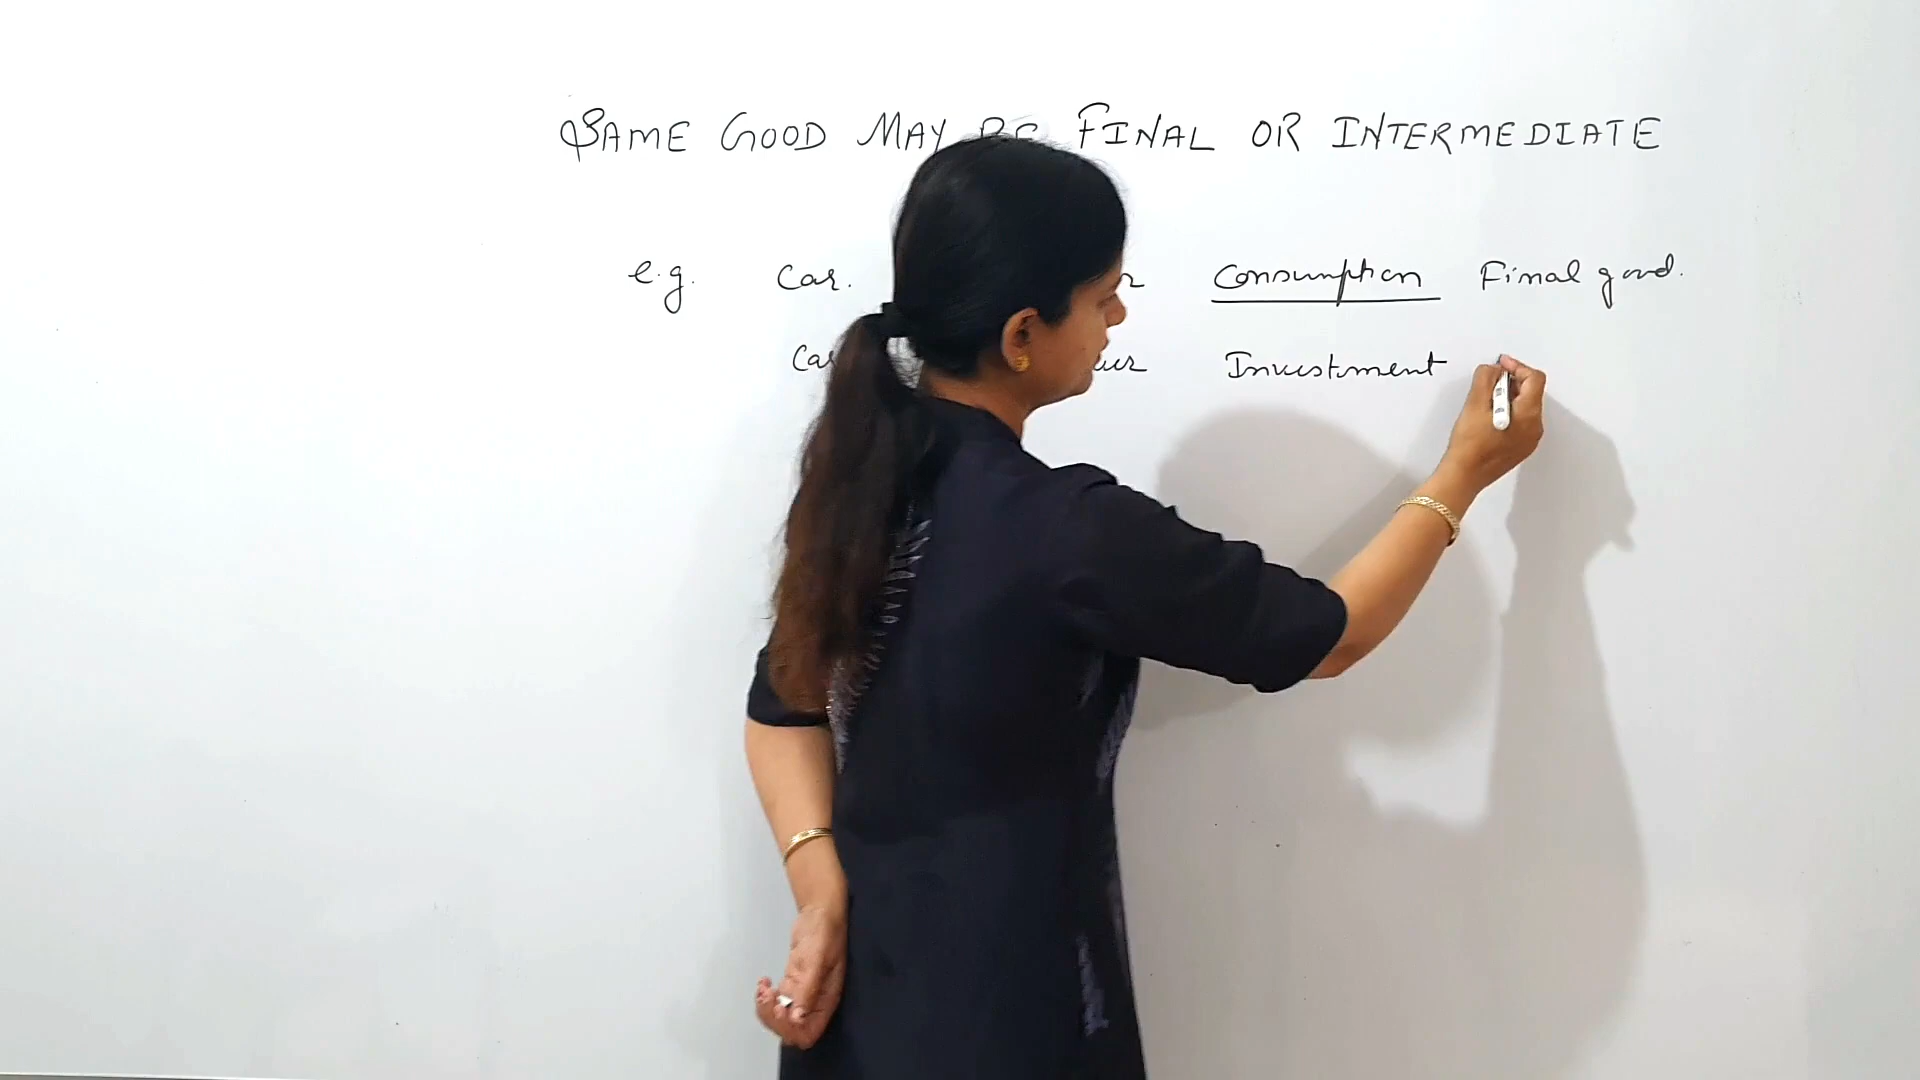 SAME GOOD MAY BE FINAL OR INTERMEDIATE
e.g. Car. Consumption Final good.
Investment